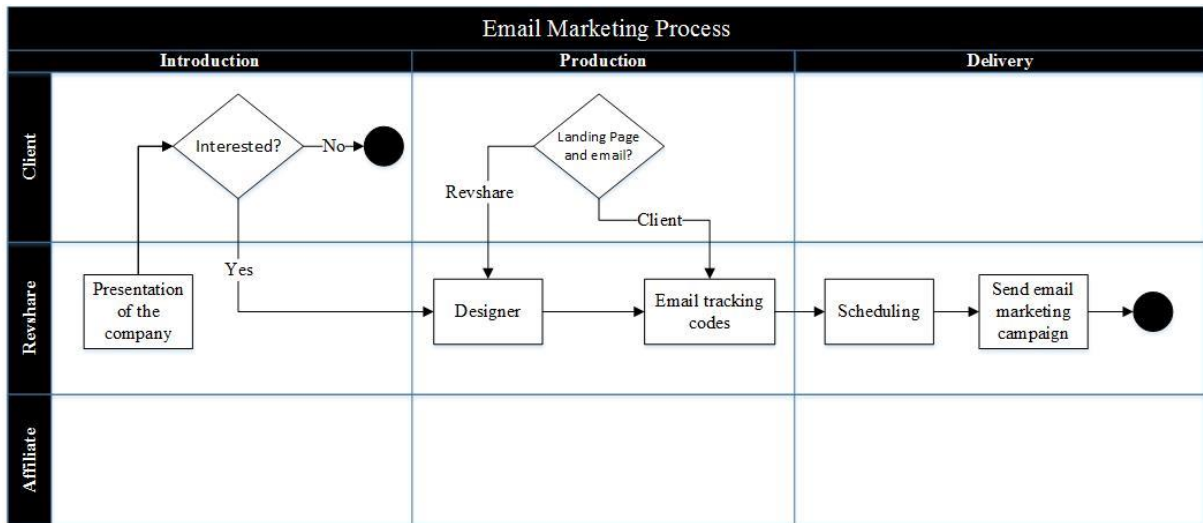 Email Marketing Process
Introduction
Production
Delivery
Client
Interested?
No
Landing Page
and email?
Revshare
Client
Yes
Revshare
Presentation
of the
company
Designer
Email tracking
codes
Scheduling
Send email
marketing
campaign
Affiliate